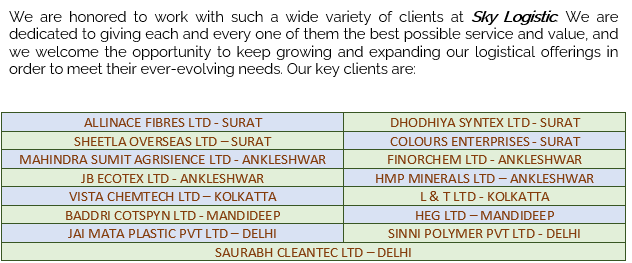 We are honored to work with such a wide variety of clients at Sky Logistic. We are
dedicated to giving each and every one of them the best possible service and value, and
we welcome the opportunity to keep growing and expanding our logistical offerings in
order to meet their ever-evolving needs. Our key clients are:
ALLINACE FIBRES LTD - SURAT
DHODHIYA SYNTEX LTD - SURAT
SHEETLA OVERSEAS LTD – SURAT
COLOURS ENTERPRISES - SURAT
MAHINDRA SUMIT AGRISIENCE LTD - ANKLESHWAR
FINORCHEM LTD - ANKLESHWAR
JB ECOTEX LTD - ANKLESHWAR
HMP MINERALS LTD – ANKLESHWAR
VISTA CHEMTECH LTD – KOLKATTA
L & T LTD - KOLKATTA
BADDRI COTSPYN LTD - MANDIDEEP
HEG LTD – MANDIDEEP
JAI MATA PLASTIC PVT LTD – DELHI
SINNI POLYMER PVT LTD - DELHI
SAURABH CLEANTEC LTD – DELHI